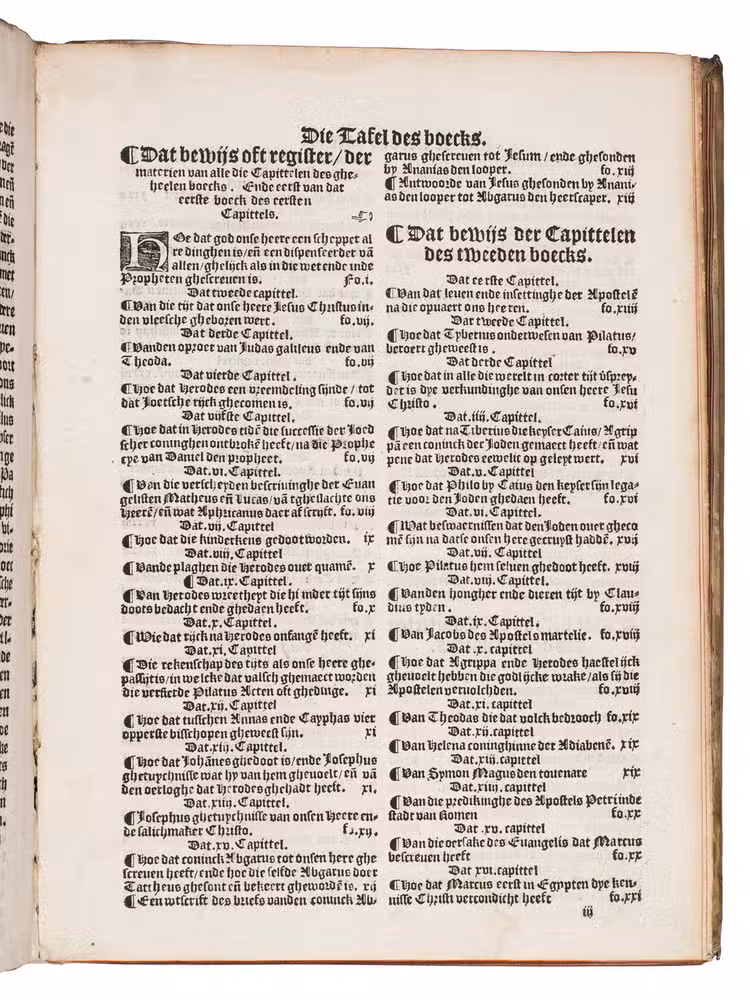 Die Tafel des boecks.
¶ Dat bewijs oft register/der
materien van alle die Capittelen des ghe-
heelen boecks. Ende eerst van dat
eerste boeck des eersten
Capittels.
HOe dat god onse heere een schepper al
re dinghen is/en̄ een dispenseerder vā
allen/ghelijck als in die wet ende inde
Propheten ghescreuen is. Fo.i.
Dat tweede capittel.
¶ Van die tijt dat onse heere Jesus Christus in-
den vleesche gheboren wert. fo.vij.
Dat derde Capittel.
¶ Vanden oproer van Judas galileus ende van
Theoda. fo.vij
Dat vierde Capittel.
¶ Hoe dat Herodes een vreemdeling sijnde / tot
dat Joetsche rijck ghecomen is. fo.vij
Dat vijfste Capittel.
¶ Hoe dat in Herodes tidē die successie der Joed
scher coninghen ontbrokē heeft/na die Prophe
tye van Daniel den propheet. fo.vij
Dat.vi.Capittel.
¶ Van die verscheyden bescriuinghe der Euan
gelisten Matheus en̄ Lucas/vā tgheslachte ons
Heerē/en̄ wat Aphricanus daer af scrijft. fo.viij
Dat.vij.Capittel
¶ Hoe dat die kinderkens gedoot worden. ix
Dat.viij.Capittel
¶ Vande plaghen die Herodes ouer quamē. x
¶ Dat.ix.Capittel.
¶ Van Herodes wreetheyt die hi inder tijt sijns
doots bedacht ende ghedaen heeft. fo.x
Dat.x.Capittel.
¶ Wie dat rijck na Herodes onfangē heeft. xi
Dat.xi.Capittel
¶ Die rekenschap des tijts als onse heere ghe-
passijt is/in welcke dat valsch ghemaect worden
die versierde Pilatus Acten oft ghedinge. xi
Dat.xij.Capittel
¶ Hoe dat tusschen Annas ende Cayphas vier
opperste bisschopen gheweest sijn. xi
Dat.xiij.Capittel.
¶ Hoe dat Johānes ghedoot is/ende Josephus
ghetuychnisse wat hy van hem gheuoelt/en̄ vā
den oerloghe dat Herodes ghehadt heeft. xi.
Dat.xiiij.Capittel.
¶ Josephus ghetuychnisse van onsen Heere en-
de salichmaker Christo. fo.xij.
Dat.xv.Capittel.
¶ Hoe dat coninck Abgarus tot onsen here ghe
screuen heeft/ende hoe die selfde Abgarus doer
Tattheus ghesont en̄ bekeert gheworden is. xij
¶ Een wtscrift des briefs vanden coninck Ab-
garus ghescreuen tot Jesum / ende ghesonden
by Ananias den looper. fo.xiij
¶ Antwoorde van Jesus ghesonden by Anani-
as den looper tot Abgarus den heerscaper. xiij
¶ Dat bewijs der Capittelen
des tweeden boecks.
Dat eerste Capittel.
¶ Van dat leuen ende insettinghe der Apostelē
na die opuaert ons heeren. fo.xiiij
Dat tweede Capittel.
¶ Hoe dat Tyberius onderwesen van Pilatus/
beroert gheweest is. fo.xv
Dat derde Capittel
¶ Hoe dat in alle die werelt in corter tijt v̄sprey-
det is dye verkundinghe van onsen heere Jesu
Christo. fo.xvi
Dat.iiij.Capittel.
¶ Hoe dat na Tiberius die keyser Caius/Agrip
pā een coninck der Joden gemaect heeft/en̄ wat
pene dat Herodes eewelic op geleyt wert. xvi
Dat.v.Capittel
¶ Hoe dat Philo by Caius den keyser sijn lega-
tie voor den Joden ghedaen heeft. fo.xvi
Dat.vi.Capittel.
¶ Wat beswaernissen dat den Joden ouer gheco
mē sijn na datse onsen here gecruyst haddē. xvij
Dat.vij.Capittel
¶ Hoe Pilatus hem seluen ghedoot heeft. xviij
Dat.viij.Capittel.
¶ Vanden hongher ende dieren tijt by Clau-
dius tyden. fo.xviij
Dat.ix.Capittel.
¶ Van Jacobs des Apostels martelie. fo.xviij
Dat.x.capittel
¶ Hoe dat Agrippa ende Herodes haestelijck
gheuoelt hebben die godlijcke wrake/als sij die
Apostelen veruolchden. fo.xviij
Dat.xi.capittel
¶ Van Theodas die dat volck bedrooch fo.xix
Dat.xij.capittel
¶ Van Helena coninghinne der Adiabenē. xix
Dat.xiij.capittel
¶ Van Symon Magus den touenare xix
Dat.xiiij.capittel
¶ Van die predikinghe des Apostels Petri inde
stadt van Romen fo.xx
Dat.xv.capittel
¶ Van die oersake des Euangelis dat Marcus
bescreuen heeft fo.xx
Dat.xvi.capittel
¶ Hoe dat Marcus eerst in Egypten dye ken-
nisse Christi vercondicht heeft fo.xxi
iij